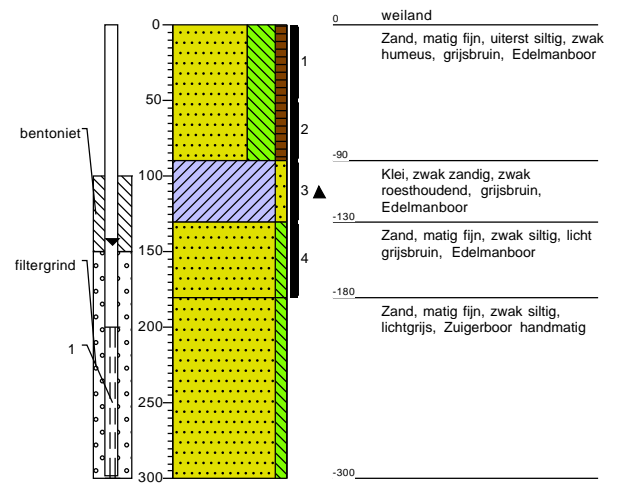 weiland
0
0
Zand, matig fijn, uiterst siltig, zwak
humeus, grijsbruin, Edelmanboor
1
50
2
bentoniet
-90
100
Klei, zwak zandig, zwak
roesthoudend, grijsbruin,
Edelmanboor
3
-130
150
Zand, matig fijn, zwak siltig, licht
grijsbruin, Edelmanboor
4
filtergrind
-180
200
Zand, matig fijn, zwak siltig,
lichtgrijs, Zuigerboor handmatig
1
250
300
-300